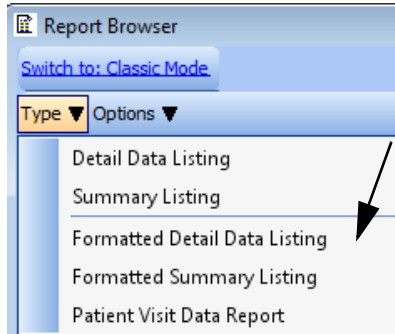 Report Browser
Switch to: Classic Mode
Type ▼ Options ▼
Detail Data Listing
Summary Listing
Formatted Detail Data Listing
Formatted Summary Listing
Patient Visit Data Report